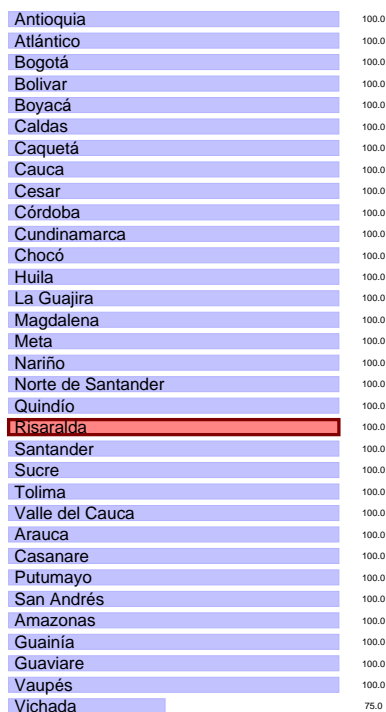 Antioquia 100.0
Atlántico 100.0
Bogotá 100.0
Bolivar 100.0
Boyacá 100.0
Caldas 100.0
Caquetá 100.0
Cauca 100.0
Cesar 100.0
Córdoba 100.0
Cundinamarca 100.0
Chocó 100.0
Huila 100.0
La Guajira 100.0
Magdalena 100.0
Meta 100.0
Nariño 100.0
Norte de Santander 100.0
Quindío 100.0
Risaralda 100.0
Santander 100.0
Sucre 100.0
Tolima 100.0
Valle del Cauca 100.0
Arauca 100.0
Casanare 100.0
Putumayo 100.0
San Andrés 100.0
Amazonas 100.0
Guainía 100.0
Guaviare 100.0
Vaupés 100.0
Vichada 75.0